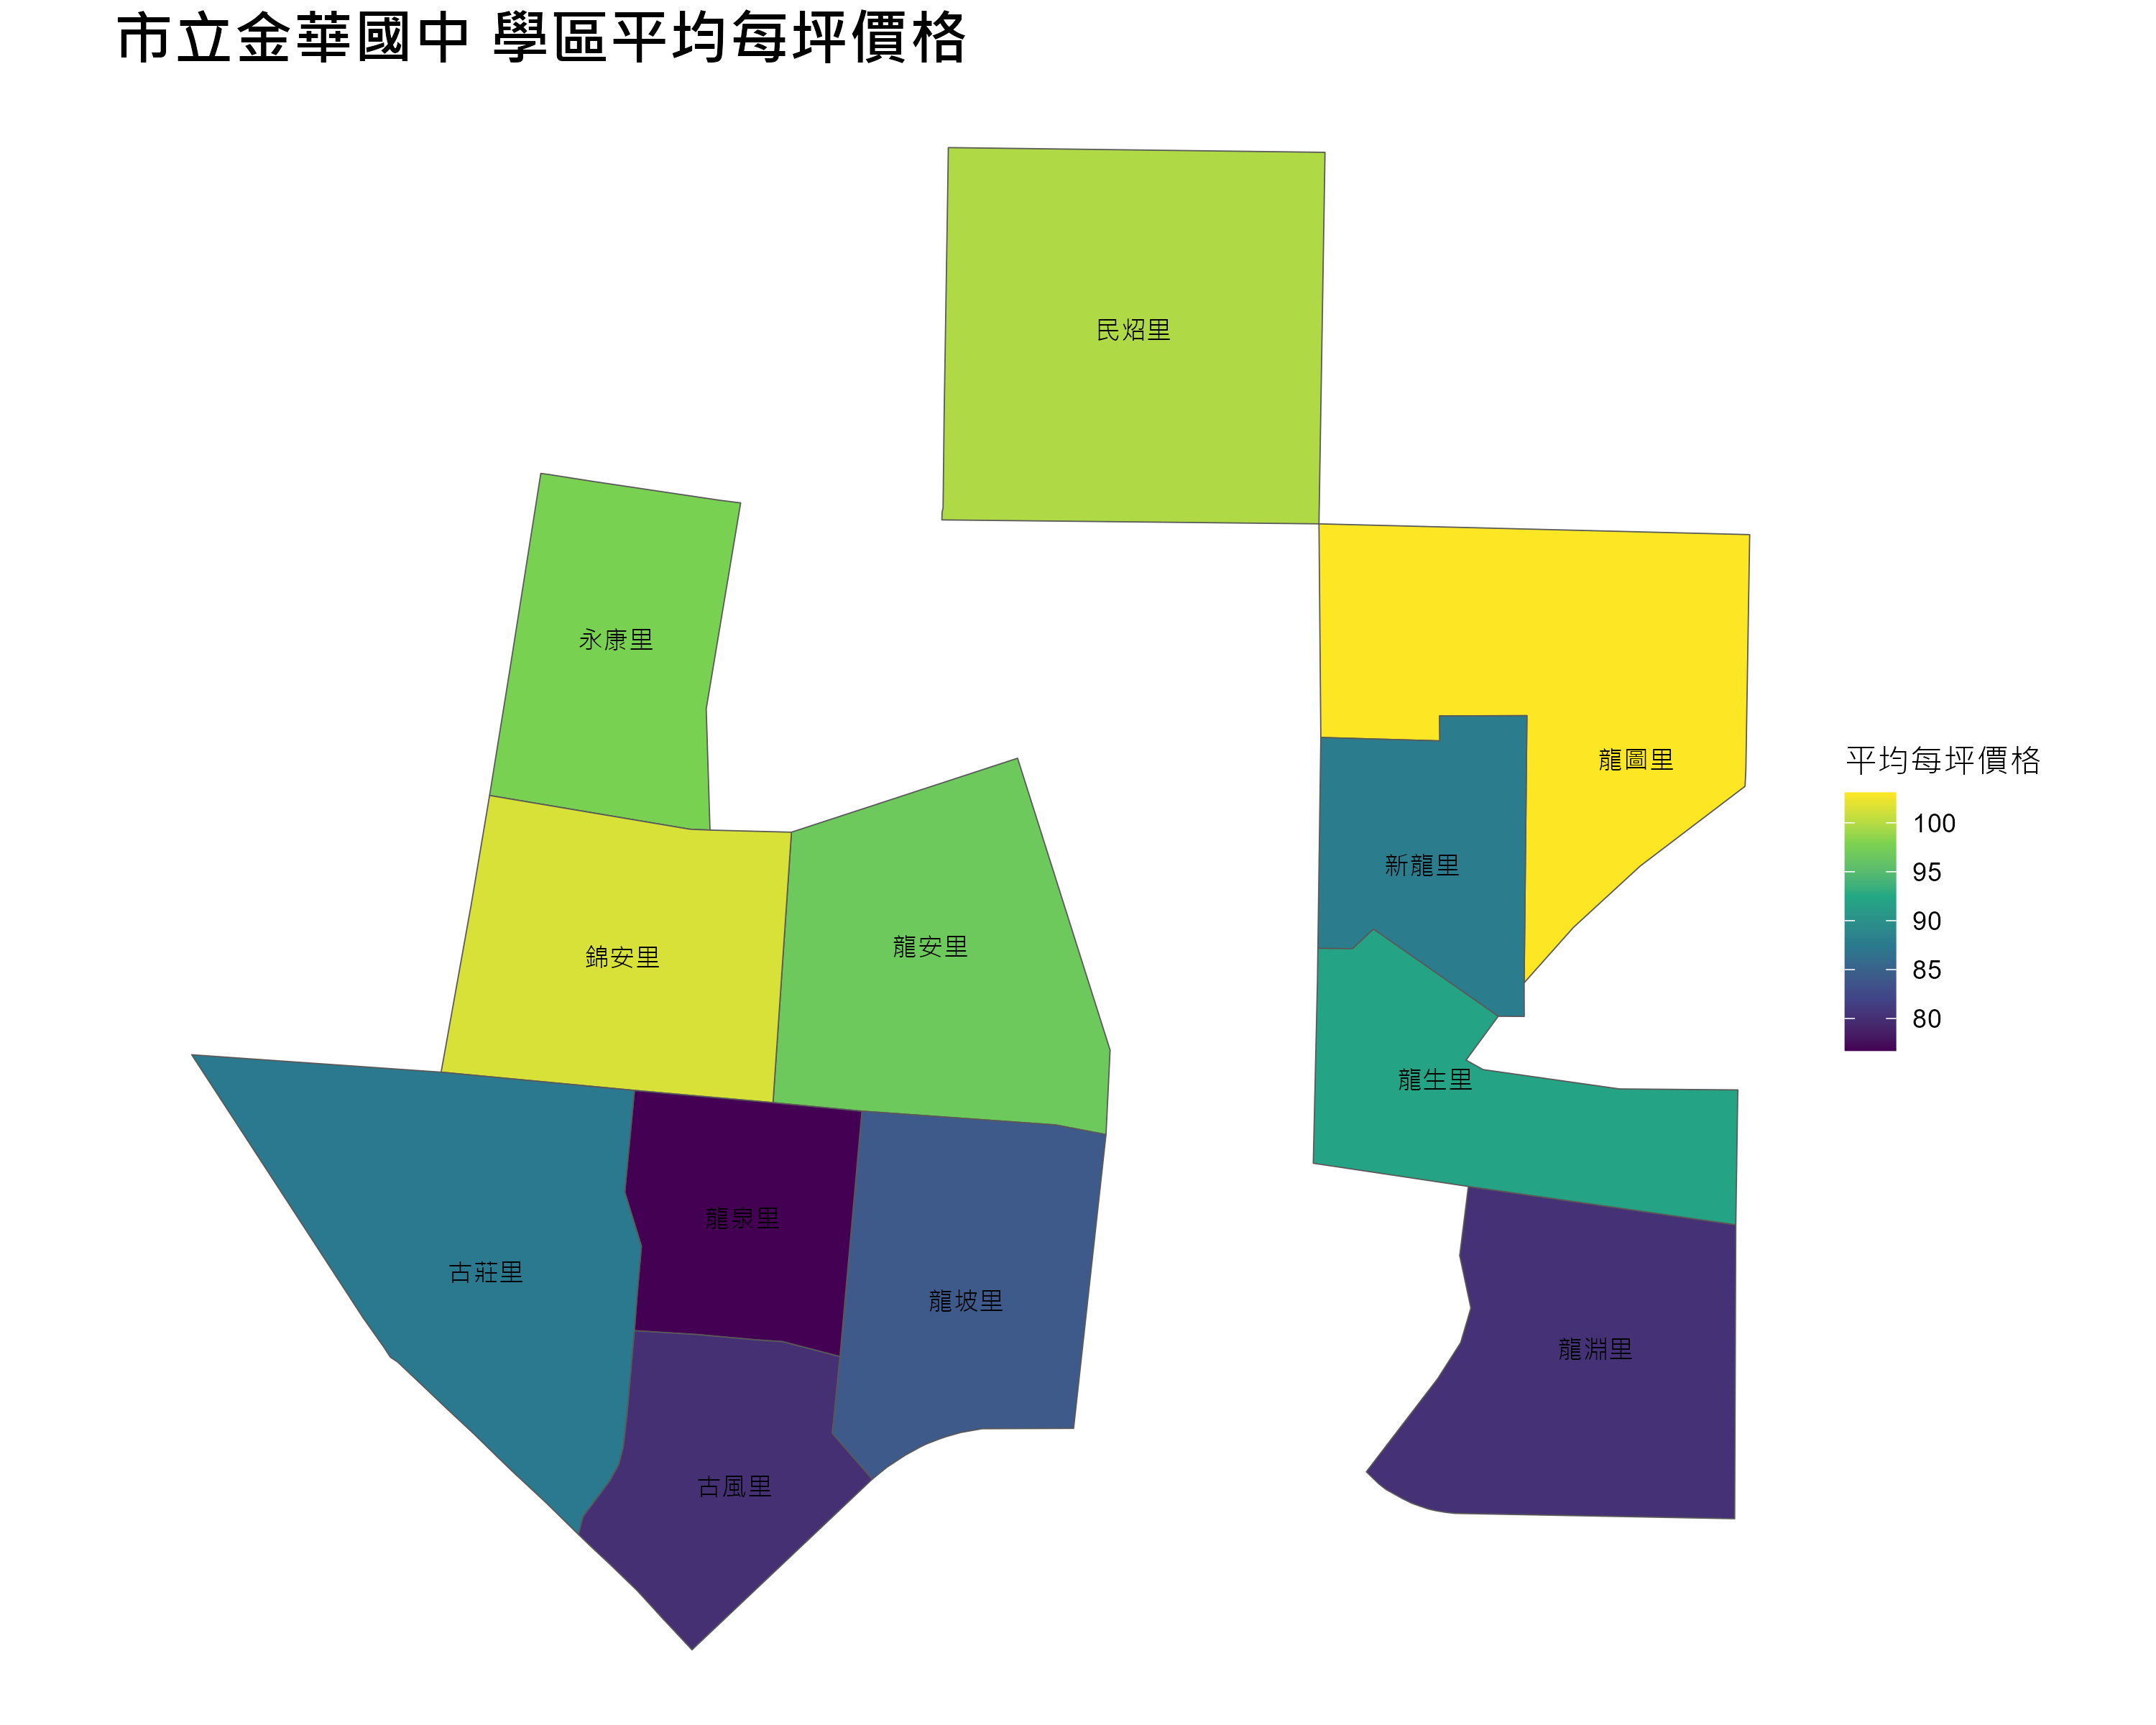 市立金華國中 學區平均每坪價格
民炤里
永康里
龍圖里
平均每坪價格
100
95
90
85
80
新龍里
錦安里
龍安里
龍生里
龍泉里
古莊里
龍坡里
龍淵里
古風里